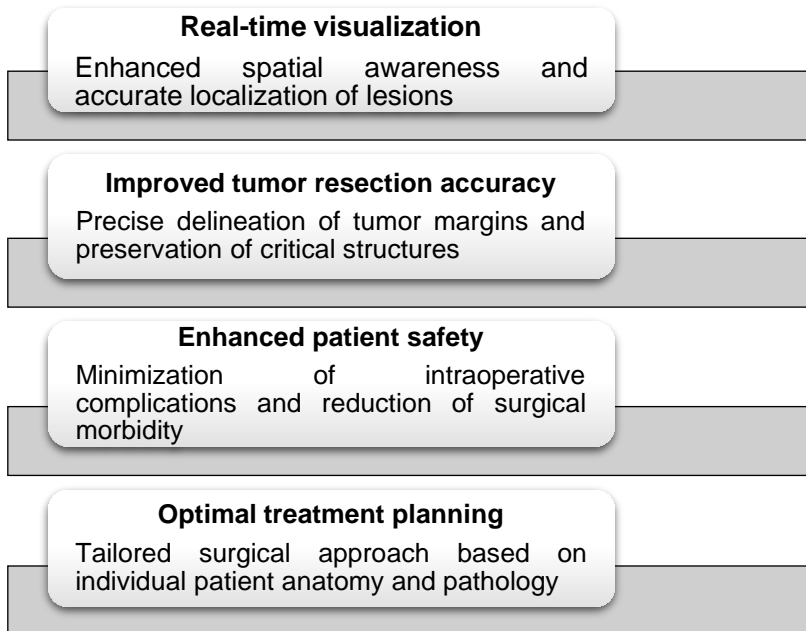 Real-time visualization
Enhanced spatial awareness and
accurate localization of lesions
Improved tumor resection accuracy
Precise delineation of tumor margins and
preservation of critical structures
Enhanced patient safety
Minimization of intraoperative
complications and reduction of surgical
morbidity
Optimal treatment planning
Tailored surgical approach based on
individual patient anatomy and pathology